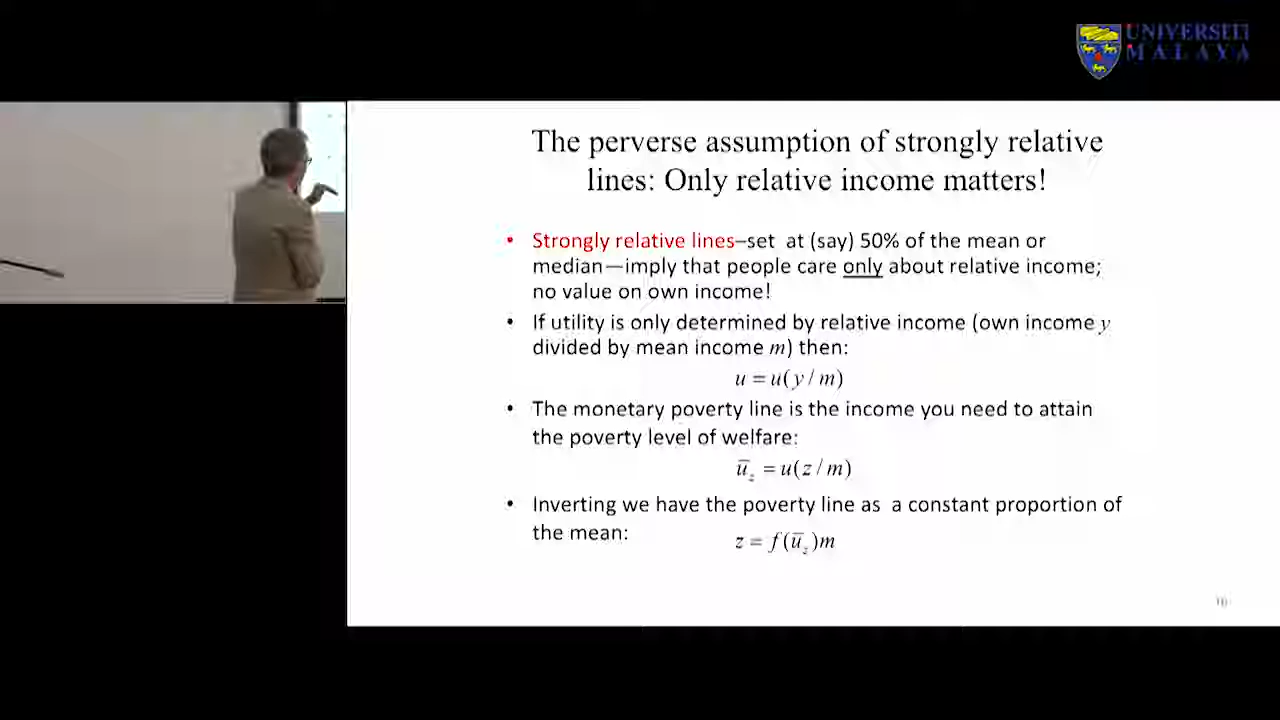 UNIVERSITI
MALAYA
The perverse assumption of strongly relative
lines: Only relative income matters!
• Strongly relative lines–set at (say) 50% of the mean or
median—imply that people care only about relative income;
no value on own income!
• If utility is only determined by relative income (own income y
divided by mean income m) then:
u = u(y/m)
• The monetary poverty line is the income you need to attain
the poverty level of welfare:
u̅_z = u(z/m)
• Inverting we have the poverty line as a constant proportion of
the mean:
z = f(u̅_z)m